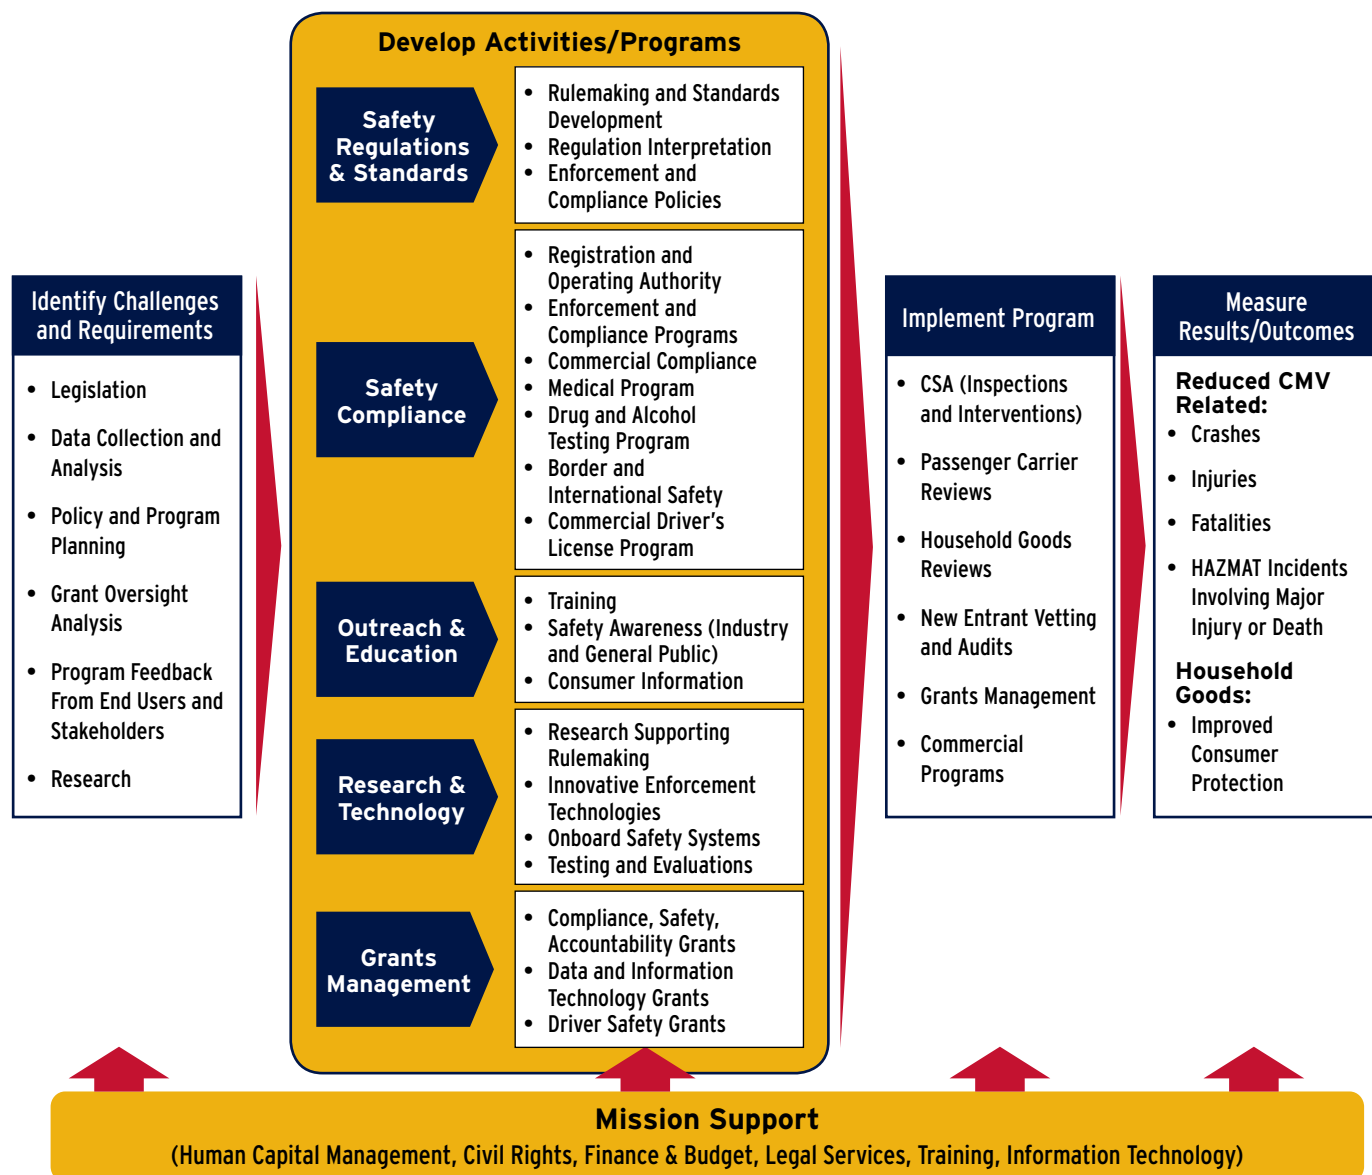 Identify Challenges
and Requirements
• Legislation
• Data Collection and
Analysis
• Policy and Program
Planning
• Grant Oversight
Analysis
• Program Feedback
From End Users and
Stakeholders
• Research
Develop Activities/Programs
Safety
Regulations
& Standards
• Rulemaking and Standards
Development
• Regulation Interpretation
• Enforcement and
Compliance Policies
Safety
Compliance
• Registration and
Operating Authority
• Enforcement and
Compliance Programs
• Commercial Compliance
• Medical Program
• Drug and Alcohol
Testing Program
• Border and
International Safety
• Commercial Driver’s
License Program
Outreach &
Education
• Training
• Safety Awareness (Industry
and General Public)
• Consumer Information
Research &
Technology
• Research Supporting
Rulemaking
• Innovative Enforcement
Technologies
• Onboard Safety Systems
• Testing and Evaluations
Grants
Management
• Compliance, Safety,
Accountability Grants
• Data and Information
Technology Grants
• Driver Safety Grants
Implement Program
• CSA (Inspections
and Interventions)
• Passenger Carrier
Reviews
• Household Goods
Reviews
• New Entrant Vetting
and Audits
• Grants Management
• Commercial
Programs
Measure
Results/Outcomes
Reduced CMV
Related:
• Crashes
• Injuries
• Fatalities
• HAZMAT Incidents
Involving Major
Injury or Death
Household
Goods:
• Improved
Consumer
Protection
Mission Support
(Human Capital Management, Civil Rights, Finance & Budget, Legal Services, Training, Information Technology)